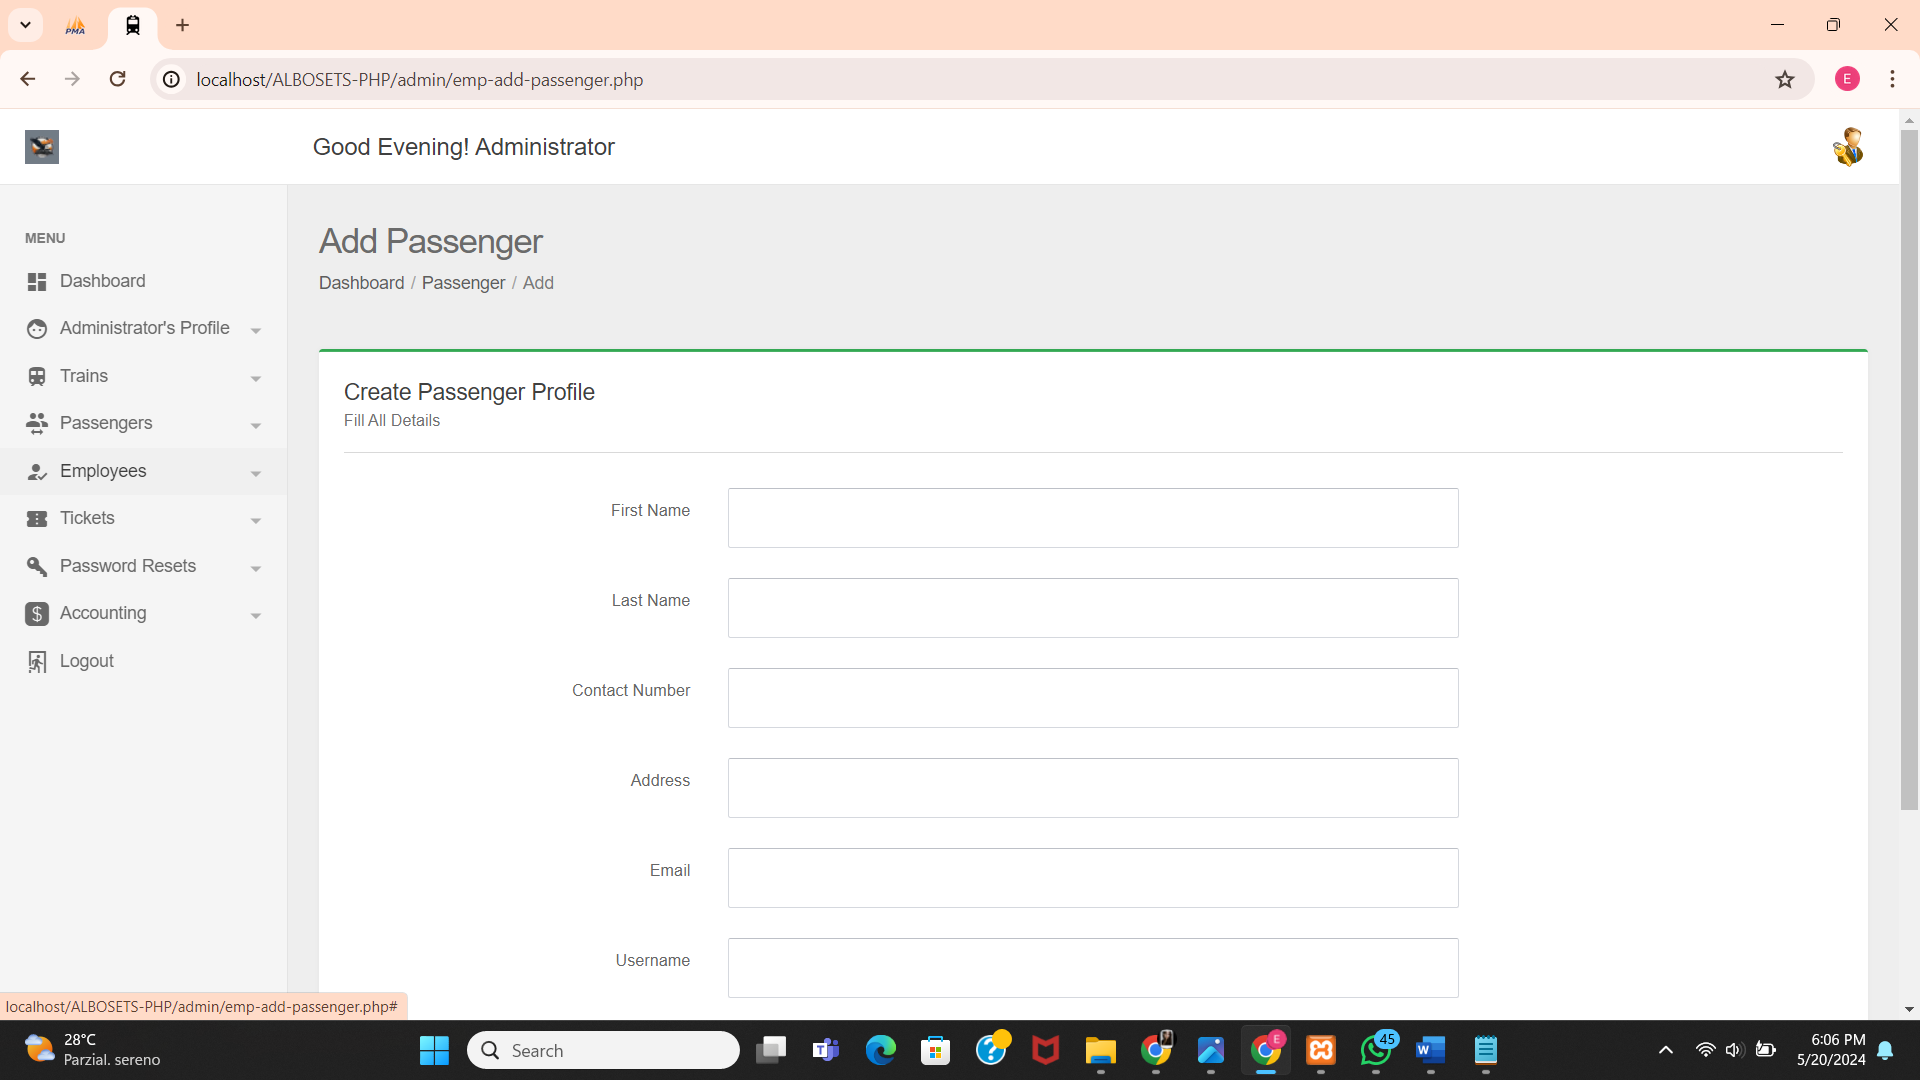 PMA
localhost/ALBOSETS-PHP/admin/emp-add-passenger.php
E
Good Evening! Administrator
MENU
Dashboard
Administrator's Profile
Trains
Passengers
Employees
Tickets
Password Resets
$ Accounting
Logout
Add Passenger
Dashboard / Passenger / Add
Create Passenger Profile
Fill All Details
First Name
Last Name
Contact Number
Address
Email
Username
localhost/ALBOSETS-PHP/admin/emp-add-passenger.php#
28°C
Parzial. sereno
Search
T
?
E
45
W
6:06 PM
5/20/2024